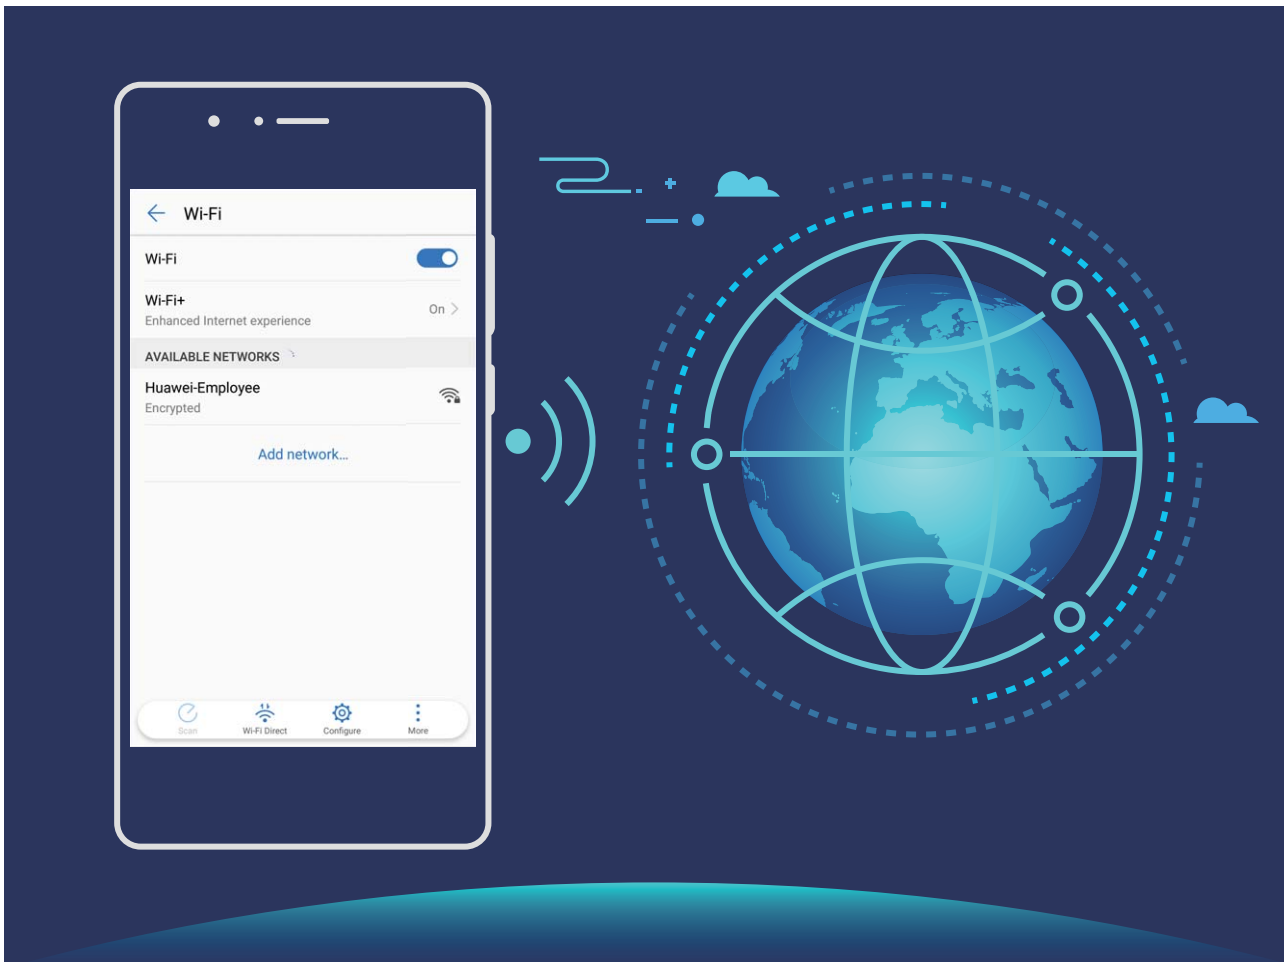 Wi-Fi
Wi-Fi
Wi-Fi+
Enhanced Internet experience
On
AVAILABLE NETWORKS
Huawei-Employee
Encrypted
Add network...
Scan
Wi-Fi Direct
Configure
More